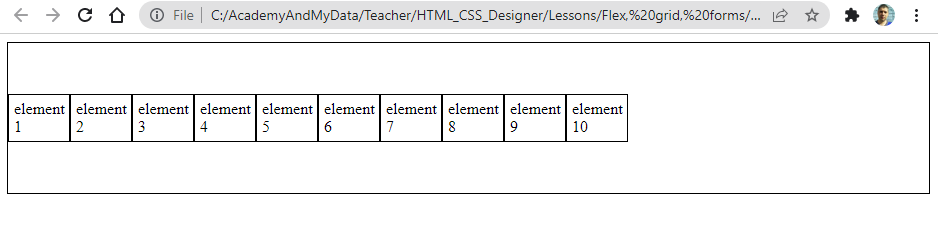 File C:/AcademyAndMyData/Teacher/HTML_CSS_Designer/Lessons/Flex,%20grid,%20forms/...
element element element element element element element element element element
1 2 3 4 5 6 7 8 9 10